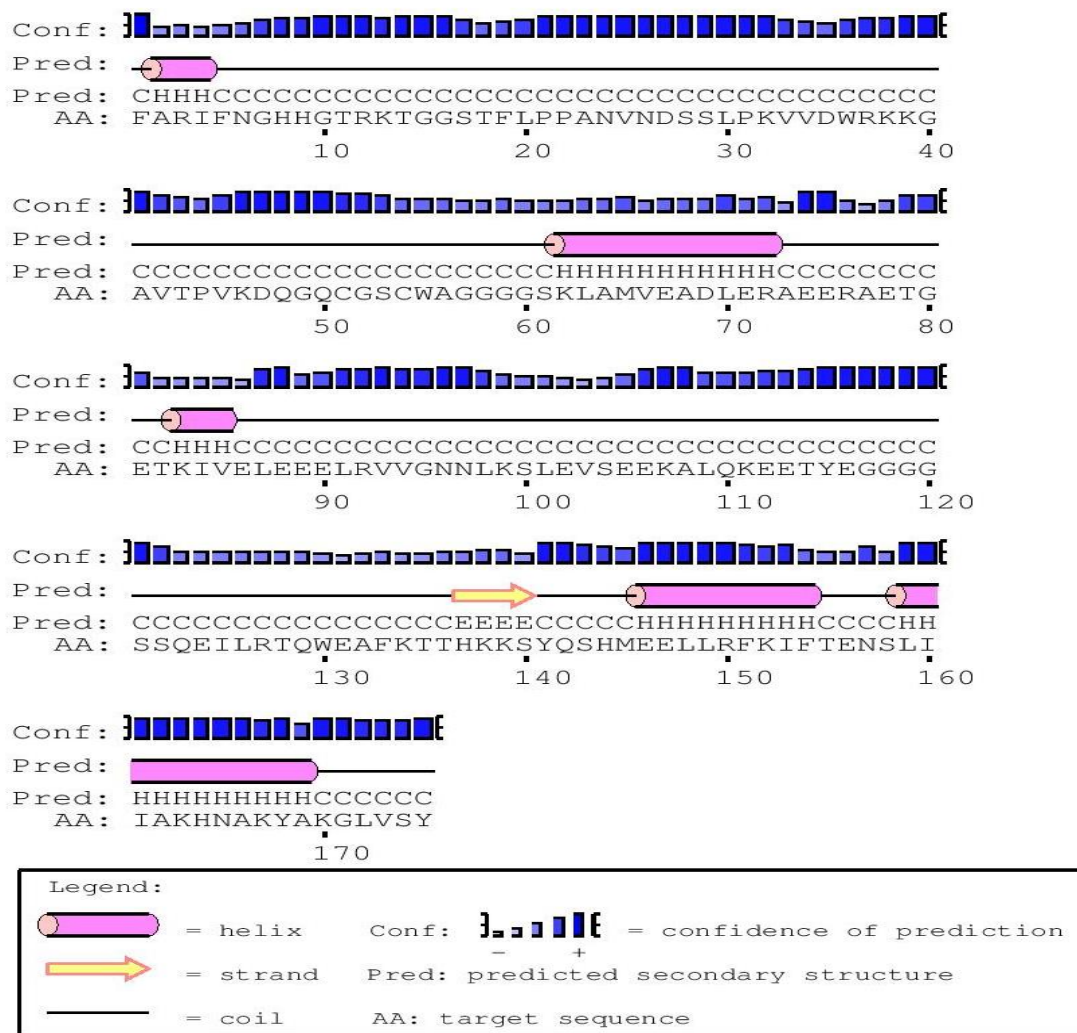 Conf:
Pred:
Pred: CHHHCCCCCCCCCCCCCCCCCCCCCCCCCCCCCCCCCCCC
AA: FARIFNGHHGTRKTGGSTFLPPANVNDSSLPKVVDWRKKG
10 20 30 40
Conf:
Pred:
Pred: CCCCCCCCCCCCCCCCCCCCCHHHHHHHHHHHCCCCCCCC
AA: AVTPVKDQGQCGSCWAGGGGSKLAMVEADLERAEERAETG
50 60 70 80
Conf:
Pred:
Pred: CCHHHCCCCCCCCCCCCCCCCCCCCCCCCCCCCCCCCCCC
AA: ETKIVELEEELRVVGNNLKSLEVSEEKALQKEETYEGGGG
90 100 110 120
Conf:
Pred:
Pred: CCCCCCCCCCCCCCCCEEEECCCCCHHHHHHHHHCCCCHH
AA: SSQEILRTQWEAFKTTHKKSYQSHMEELLRFKIFTENSLI
130 140 150 160
Conf:
Pred:
Pred: HHHHHHHHHCCCCCC
AA: IAKHNAKYAKGLVSY
170
Legend:
= helix Conf: = confidence of prediction
- +
= strand Pred: predicted secondary structure
= coil AA: target sequence